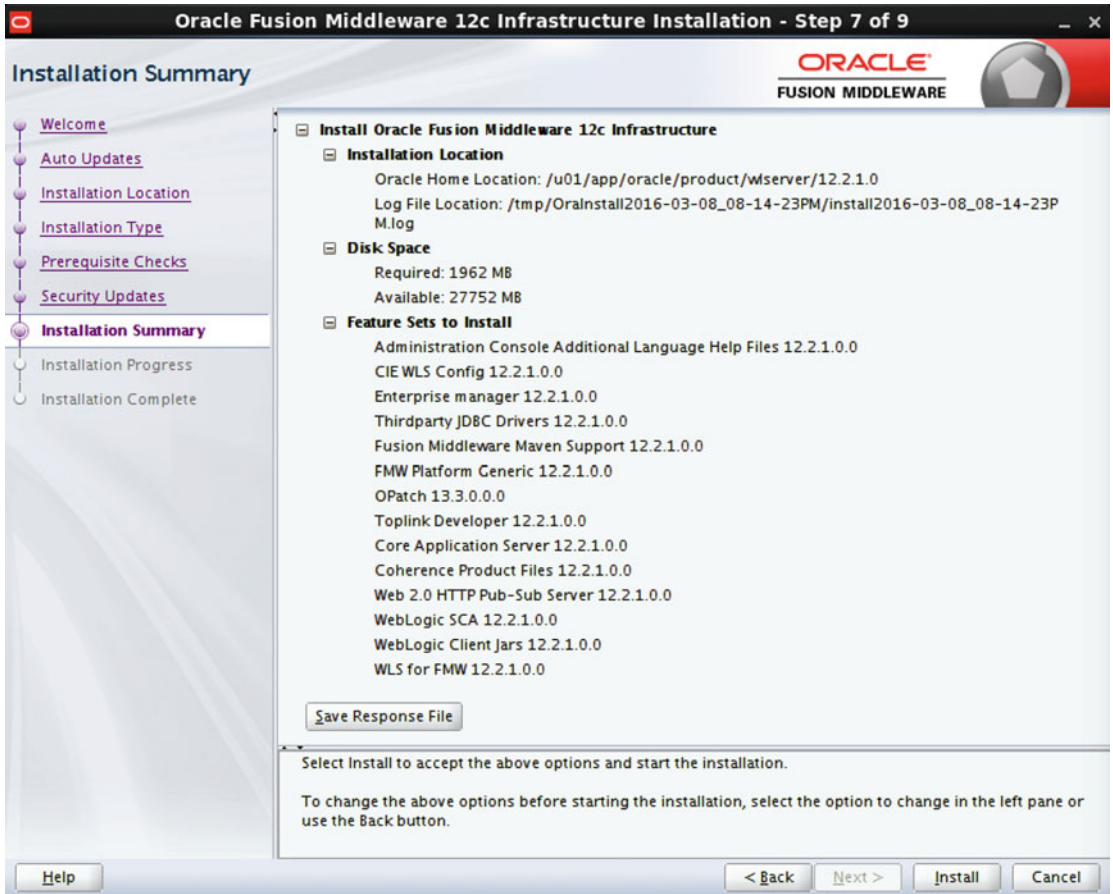 Oracle Fusion Middleware 12c Infrastructure Installation - Step 7 of 9
Installation Summary
ORACLE
FUSION MIDDLEWARE
Welcome
Auto Updates
Installation Location
Installation Type
Prerequisite Checks
Security Updates
Installation Summary
Installation Progress
Installation Complete
Install Oracle Fusion Middleware 12c Infrastructure
Installation Location
Oracle Home Location: /u01/app/oracle/product/wlserver/12.2.1.0
Log File Location: /tmp/OraInstall2016-03-08_08-14-23PM/install2016-03-08_08-14-23P
M.log
Disk Space
Required: 1962 MB
Available: 27752 MB
Feature Sets to Install
Administration Console Additional Language Help Files 12.2.1.0.0
CIE WLS Config 12.2.1.0.0
Enterprise manager 12.2.1.0.0
Thirdparty JDBC Drivers 12.2.1.0.0
Fusion Middleware Maven Support 12.2.1.0.0
FMW Platform Generic 12.2.1.0.0
OPatch 13.3.0.0.0
Toplink Developer 12.2.1.0.0
Core Application Server 12.2.1.0.0
Coherence Product Files 12.2.1.0.0
Web 2.0 HTTP Pub-Sub Server 12.2.1.0.0
WebLogic SCA 12.2.1.0.0
WebLogic Client Jars 12.2.1.0.0
WLS for FMW 12.2.1.0.0
Save Response File
Select Install to accept the above options and start the installation.
To change the above options before starting the installation, select the option to change in the left pane or
use the Back button.
Help
< Back
Next >
Install
Cancel